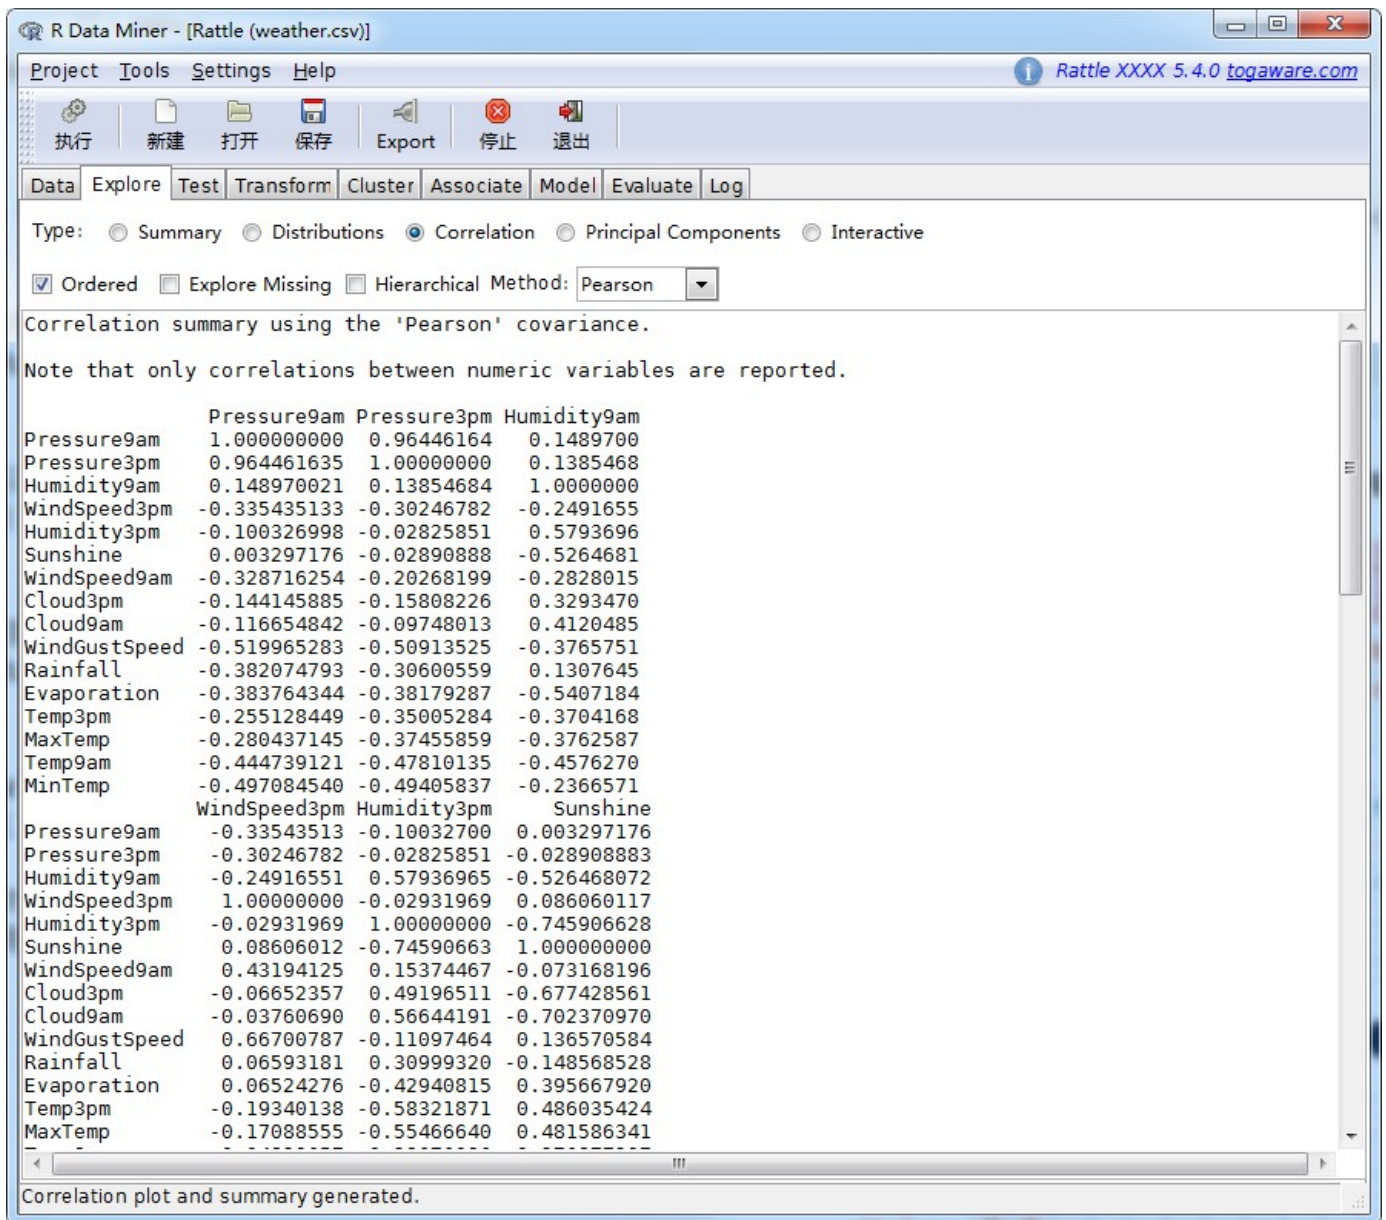 R Data Miner - [Rattle (weather.csv)]
Project Tools Settings Help Rattle XXXX 5.4.0 togaware.com
执行 新建 打开 保存 Export 停止 退出
Data Explore Test Transform Cluster Associate Model Evaluate Log
Type: Summary Distributions Correlation Principal Components Interactive
Ordered Explore Missing Hierarchical Method: Pearson
Correlation summary using the 'Pearson' covariance.
Note that only correlations between numeric variables are reported.
Pressure9am Pressure3pm Humidity9am
Pressure9am 1.000000000 0.96446164 0.1489700
Pressure3pm 0.964461635 1.00000000 0.1385468
Humidity9am 0.148970021 0.13854684 1.0000000
WindSpeed3pm -0.335435133 -0.30246782 -0.2491655
Humidity3pm -0.100326998 -0.02825851 0.5793696
Sunshine 0.003297176 -0.02890888 -0.5264681
WindSpeed9am -0.328716254 -0.20268199 -0.2828015
Cloud3pm -0.144145885 -0.15808226 0.3293470
Cloud9am -0.116654842 -0.09748013 0.4120485
WindGustSpeed -0.519965283 -0.50913525 -0.3765751
Rainfall -0.382074793 -0.30600559 0.1307645
Evaporation -0.383764344 -0.38179287 -0.5407184
Temp3pm -0.255128449 -0.35005284 -0.3704168
MaxTemp -0.280437145 -0.37455859 -0.3762587
Temp9am -0.444739121 -0.47810135 -0.4576270
MinTemp -0.497084540 -0.49405837 -0.2366571
WindSpeed3pm Humidity3pm Sunshine
Pressure9am -0.33543513 -0.10032700 0.003297176
Pressure3pm -0.30246782 -0.02825851 -0.028908883
Humidity9am -0.24916551 0.57936965 -0.526468072
WindSpeed3pm 1.00000000 -0.02931969 0.086060117
Humidity3pm -0.02931969 1.00000000 -0.745906628
Sunshine 0.08606012 -0.74590663 1.000000000
WindSpeed9am 0.43194125 0.15374467 -0.073168196
Cloud3pm -0.06652357 0.49196511 -0.677428561
Cloud9am -0.03760690 0.56644191 -0.702370970
WindGustSpeed 0.66700787 -0.11097464 0.136570584
Rainfall 0.06593181 0.30999320 -0.148568528
Evaporation 0.06524276 -0.42940815 0.395667920
Temp3pm -0.19340138 -0.58321871 0.486035424
MaxTemp -0.17088555 -0.55466640 0.481586341
Correlation plot and summary generated.